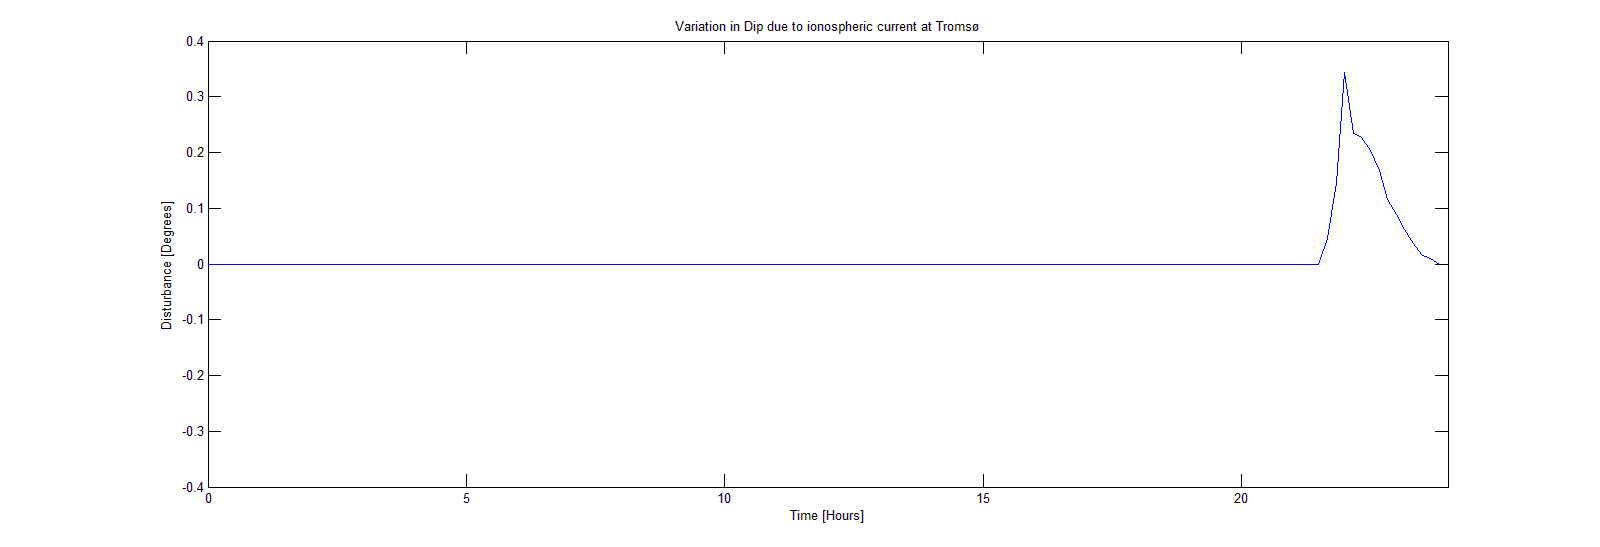 Variation in Dip due to ionospheric current at Tromsø
0.4
0.3
0.2
0.1
0
-0.1
-0.2
-0.3
-0.4
Disturbance [Degrees]
0 5 10 15 20
Time [Hours]